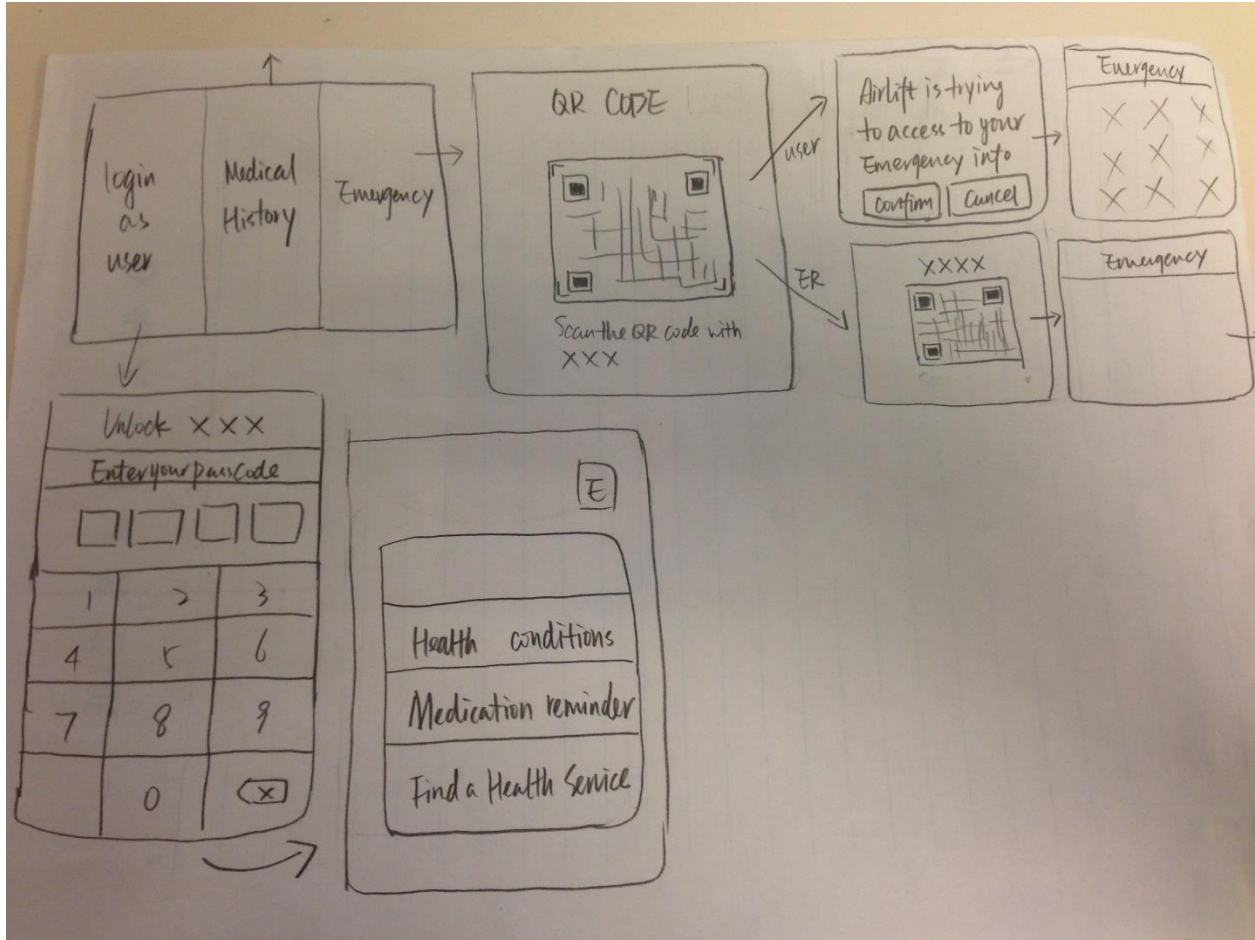 login
as
user
Medical
History
Emergency
QR CODE
Scan the QR code with
XXX
user
ER
Airlift is trying
to access to your
Emergency info
Confirm
Cancel
Emergency
X X X
X X X
X X X
XXXX
Emergency
Unlock XXX
Enter your passcode
1 2 3
4 5 6
7 8 9
0 X
E
Health conditions
Medication reminder
Find a Health Service